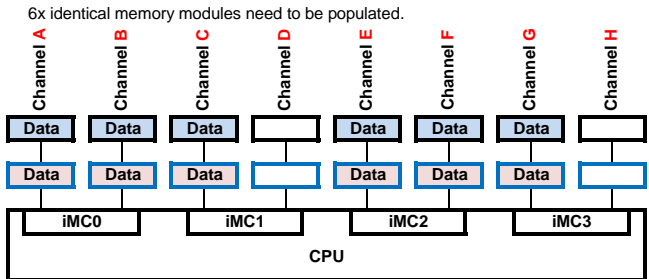 6x identical memory modules need to be populated.
Channel A
Channel B
Channel C
Channel D
Channel E
Channel F
Channel G
Channel H
Data Data Data Data Data Data
Data Data Data Data Data Data
iMC0 iMC1 iMC2 iMC3
CPU